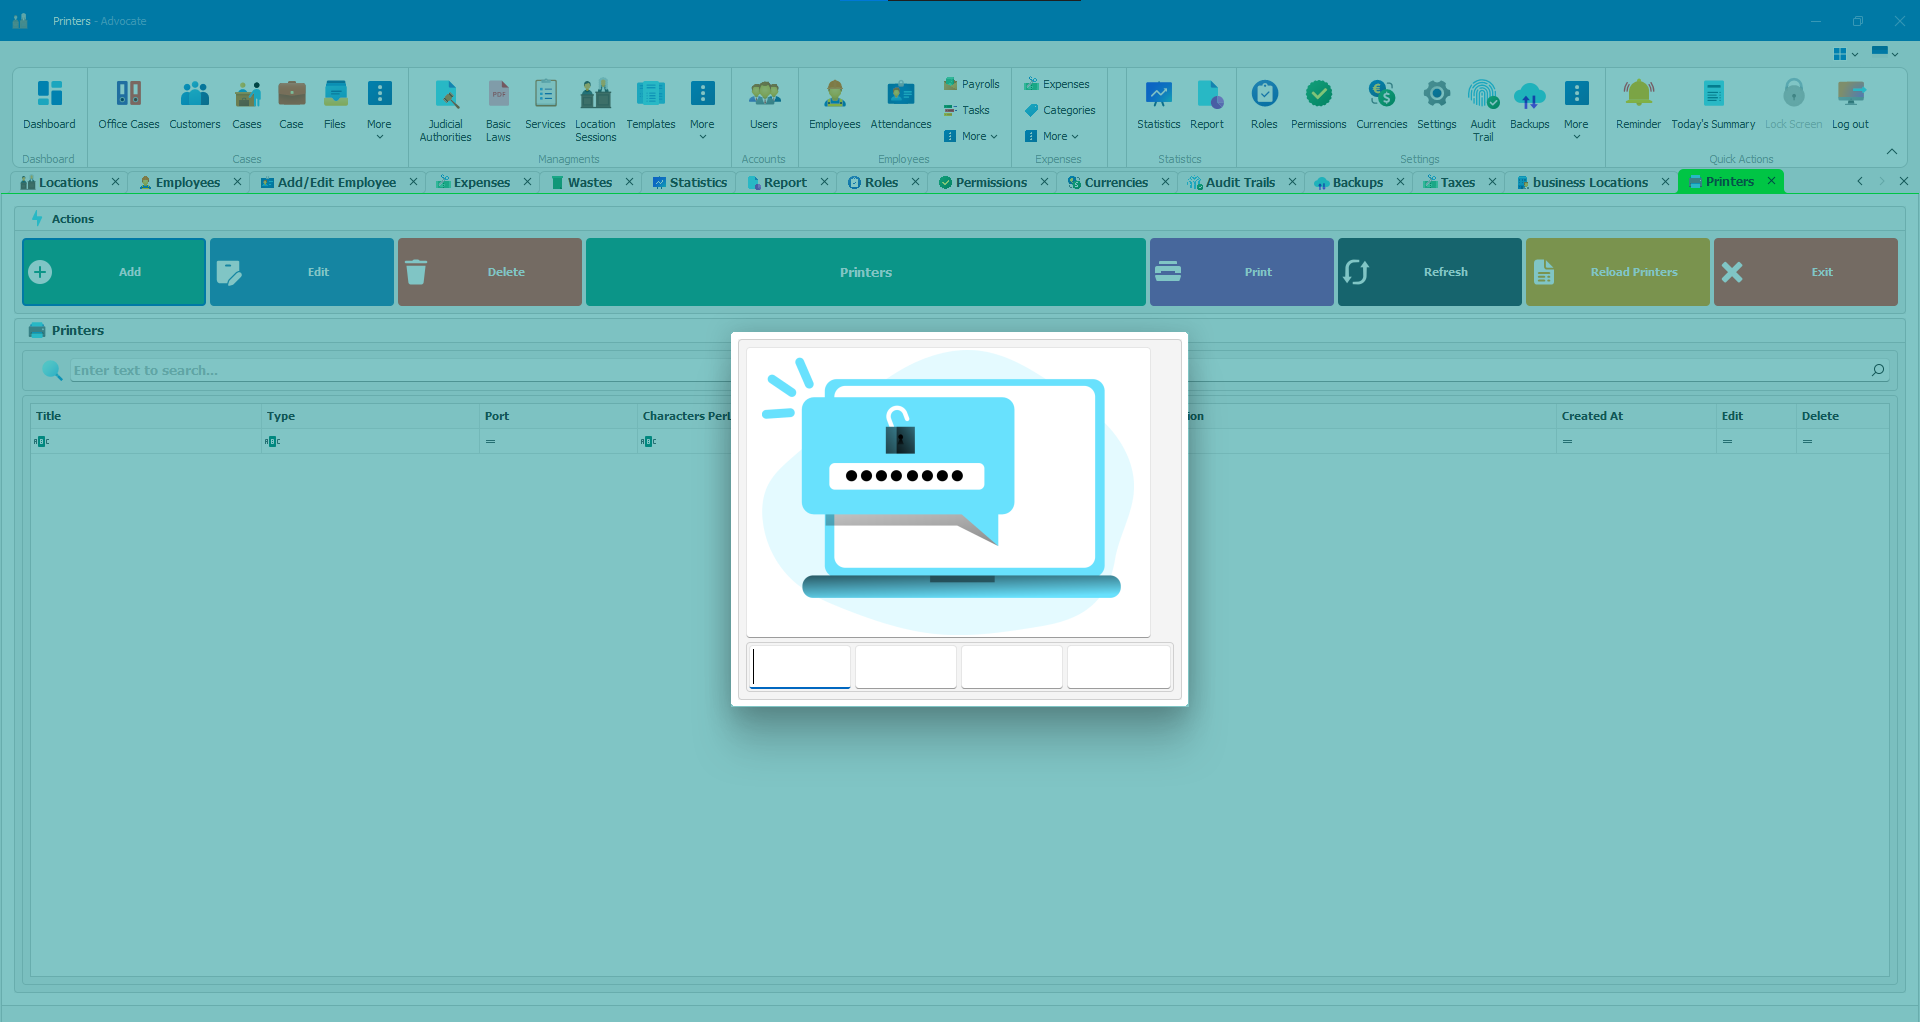 Printers - Advocate
Dashboard
Office Cases
Customers
Cases
Case
Files
More
Judicial Authorities
Basic Laws
PDF
Services
Location Sessions
Templates
More
Users
Employees
Attendances
Payrolls
Tasks
More
Expenses
Categories
More
Statistics
Report
Roles
Permissions
Currencies
Settings
Audit Trail
Backups
More
Reminder
Today's Summary
Lock Screen
Log out
Dashboard
Cases
Managments
Accounts
Employees
Expenses
Statistics
Settings
Quick Actions
Locations
Employees
Add/Edit Employee
Expenses
Wastes
Statistics
Report
Roles
Permissions
Currencies
Audit Trails
Backups
Taxes
business Locations
Printers
Actions
Add
Edit
Delete
Printers
Print
Refresh
Reload Printers
Exit
Printers
Enter text to search...
Title
Type
Port
Characters Per
ion
Created At
Edit
Delete
ABC
ABC
=
ABC
=
=
=